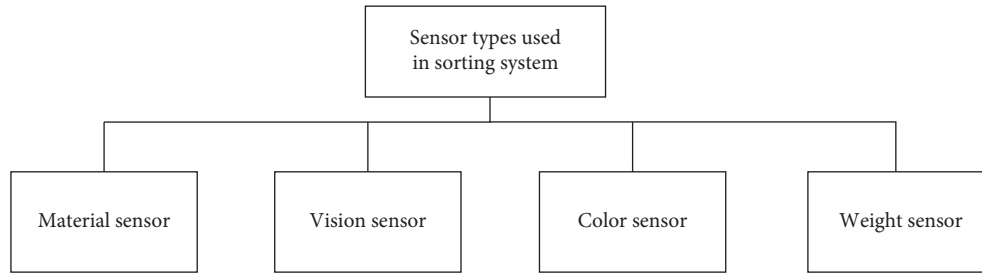 Sensor types used
in sorting system
Material sensor
Vision sensor
Color sensor
Weight sensor